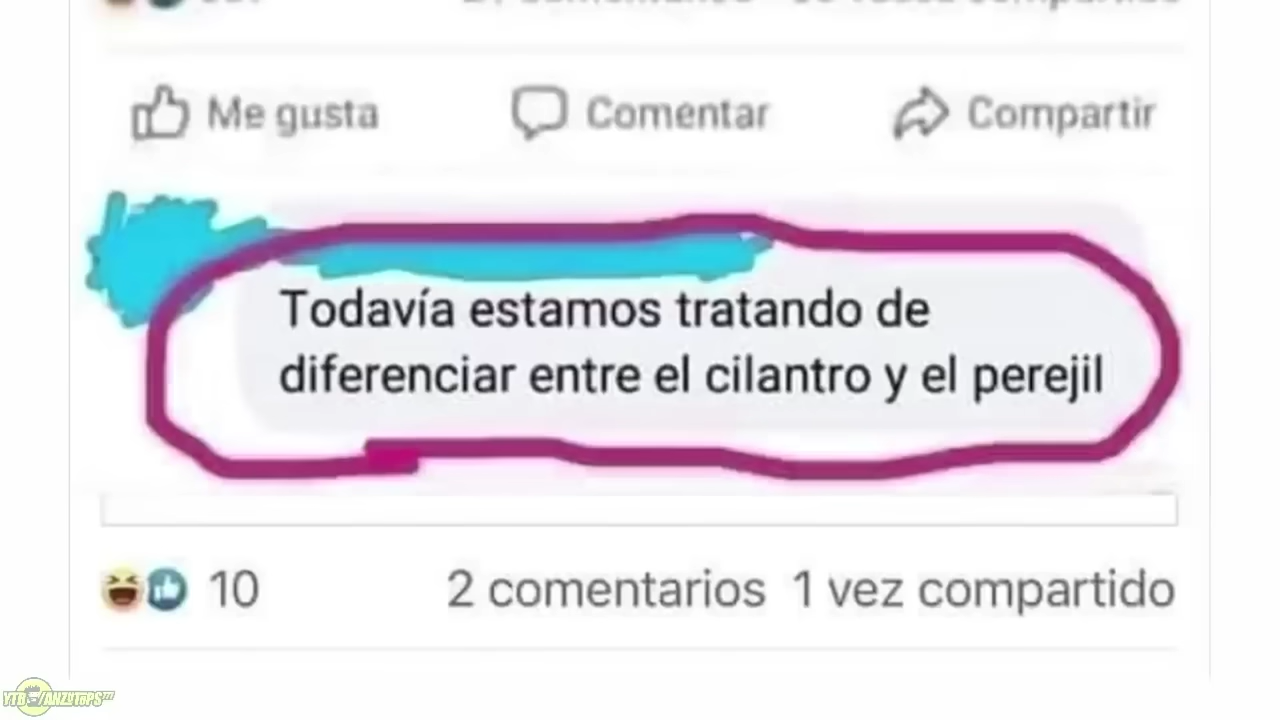 Me gusta Comentar Compartir
Todavía estamos tratando de
diferenciar entre el cilantro y el perejil
10 2 comentarios 1 vez compartido